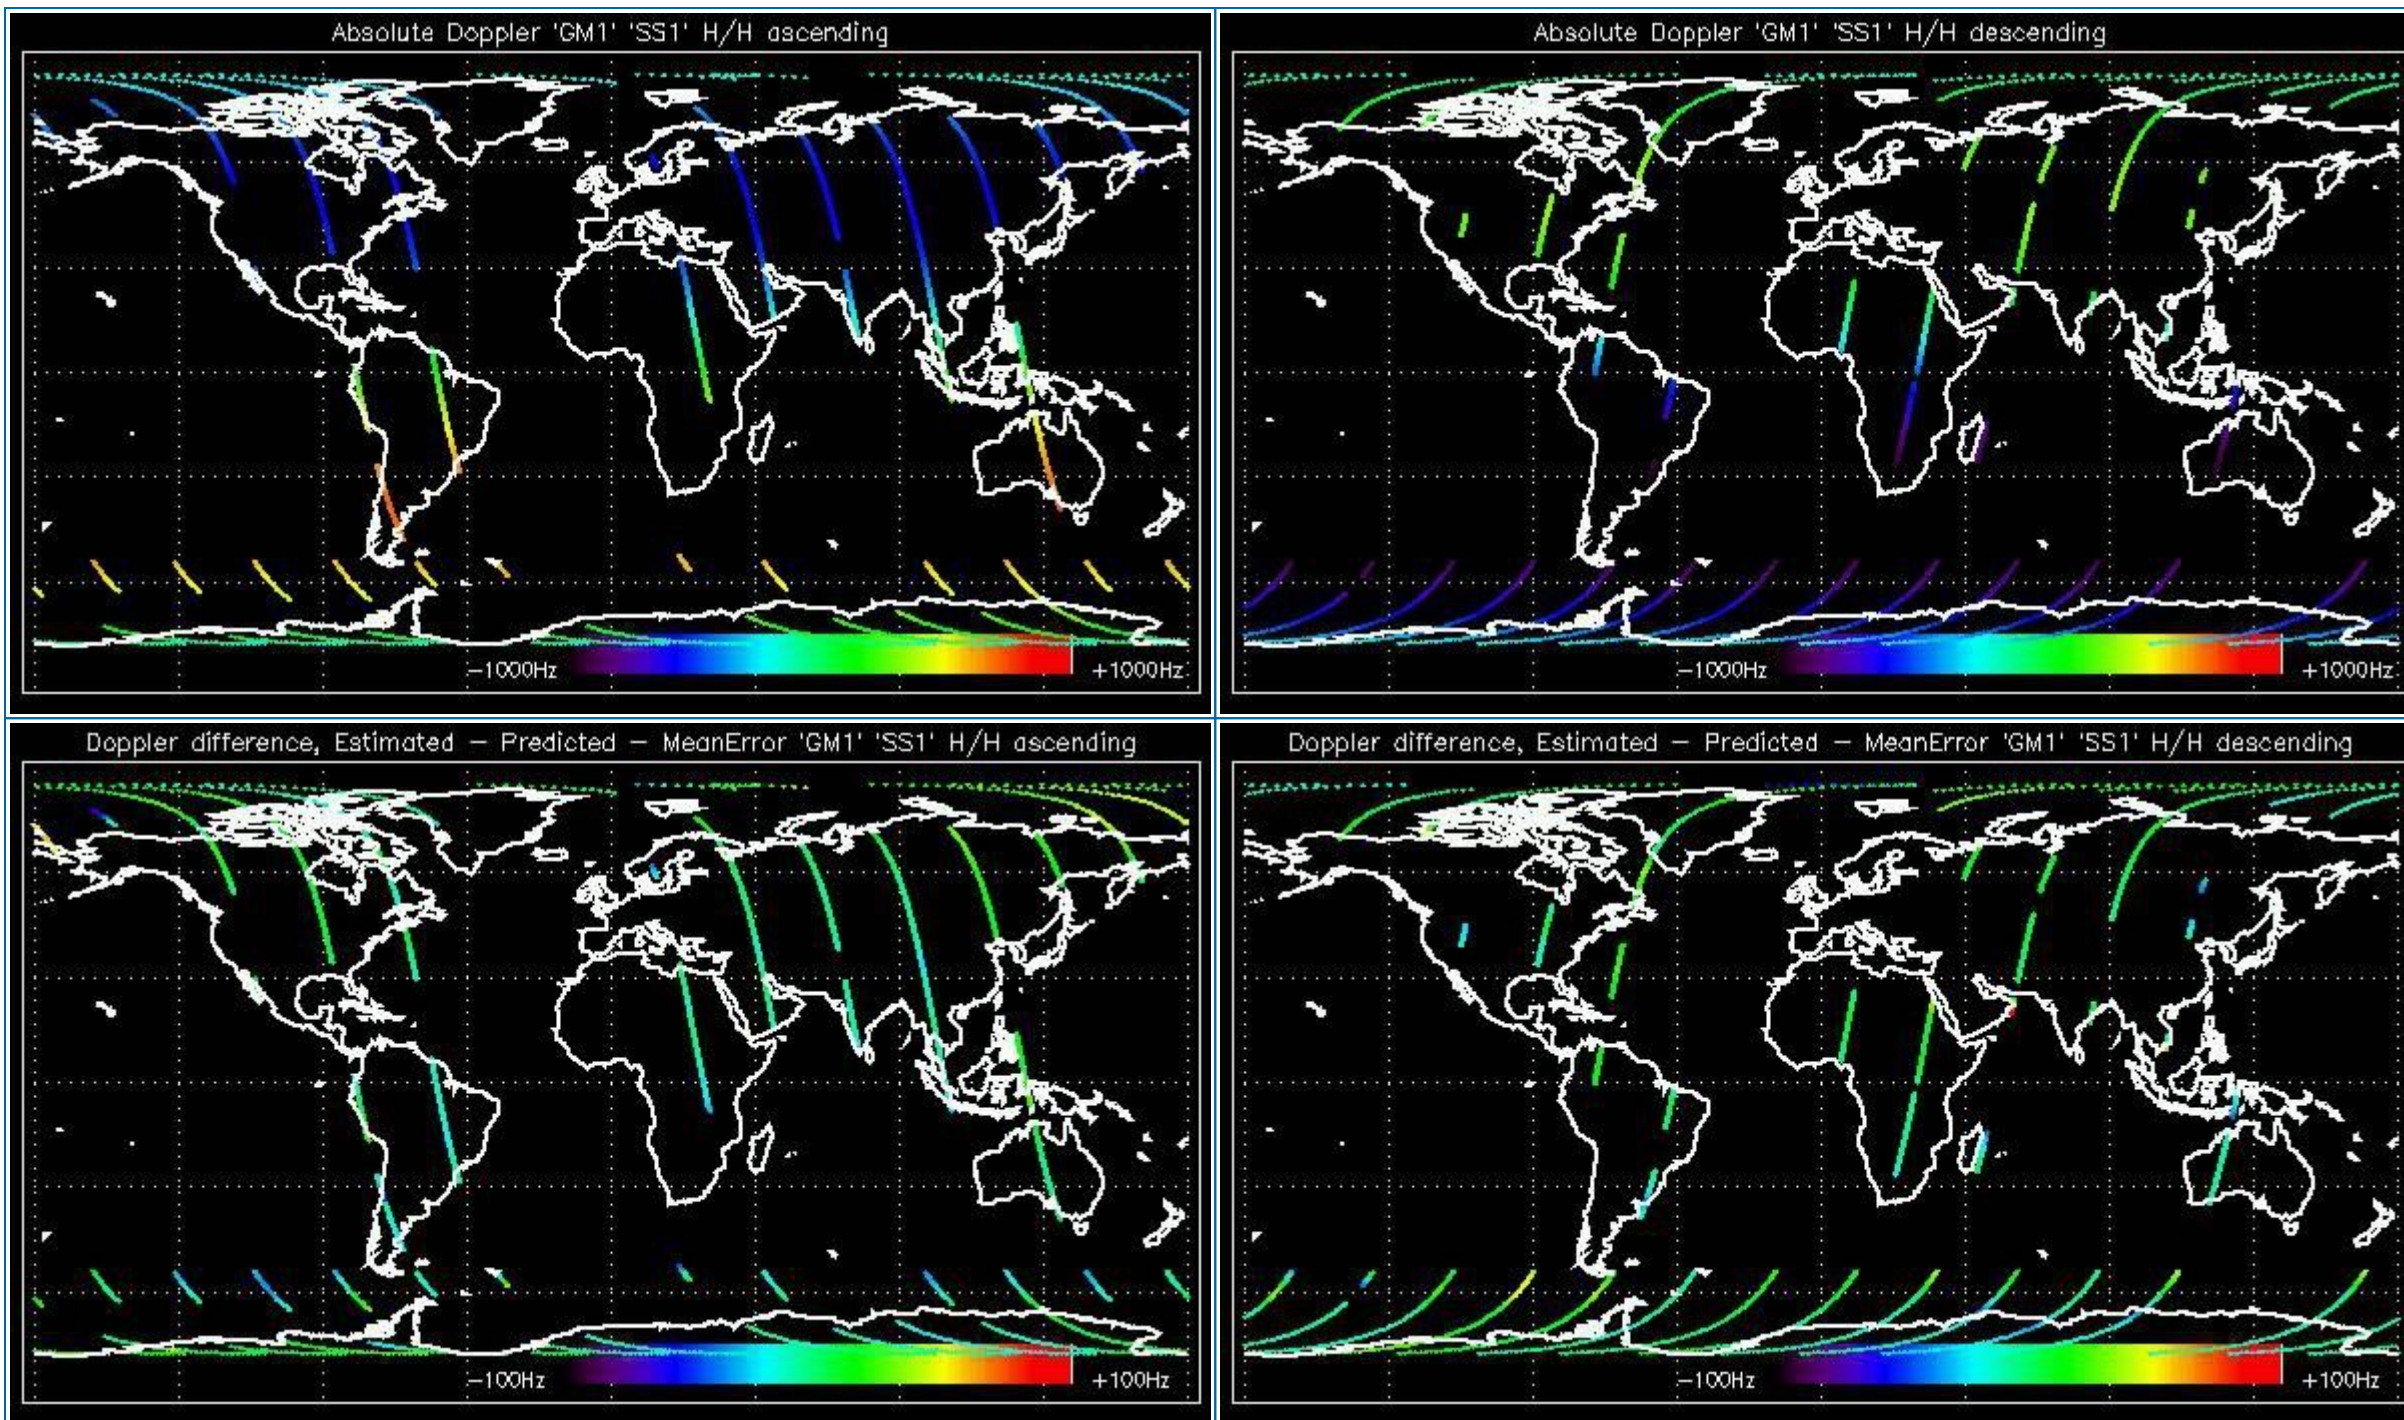 Absolute Doppler 'GM1' 'SS1' H/H ascending
-1000Hz
+1000Hz
Absolute Doppler 'GM1' 'SS1' H/H descending
-1000Hz
+1000Hz
Doppler difference, Estimated - Predicted - MeanError 'GM1' 'SS1' H/H ascending
-100Hz
+100Hz
Doppler difference, Estimated - Predicted - MeanError 'GM1' 'SS1' H/H descending
-100Hz
+100Hz